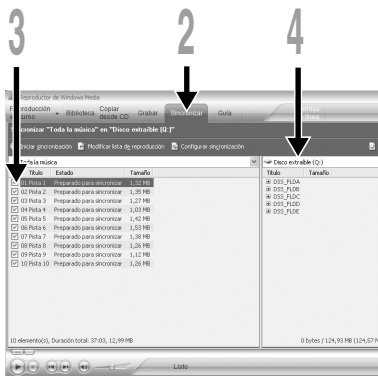 3 2 4
Reproductor de Windows Media
Reproducción
en curso
Biblioteca
Copiar
desde CD
Grabar
Sincronizar
Guía
Tiendas
en línea
Sincronizar "Toda la música" en "Disco extraíble (Q:)"
Iniciar sincronización Modificar lista de reproducción Configurar sincronización
Toda la música
Disco extraíble (Q:)
Título Estado Tamaño
Título Tamaño
01 Pista 1 Preparado para sincronizar 1,32 MB
02 Pista 2 Preparado para sincronizar 1,35 MB
03 Pista 3 Preparado para sincronizar 1,27 MB
04 Pista 4 Preparado para sincronizar 1,03 MB
05 Pista 5 Preparado para sincronizar 1,42 MB
06 Pista 6 Preparado para sincronizar 1,53 MB
07 Pista 7 Preparado para sincronizar 1,38 MB
08 Pista 8 Preparado para sincronizar 1,26 MB
09 Pista 9 Preparado para sincronizar 1,12 MB
10 Pista 10 Preparado para sincronizar 1,26 MB
DSS_FLDA
DSS_FLDB
DSS_FLDC
DSS_FLDD
DSS_FLDE
10 elemento(s), Duración total: 37:03, 12,99 MB
0 bytes / 124,93 MB (124,57 M
Listo